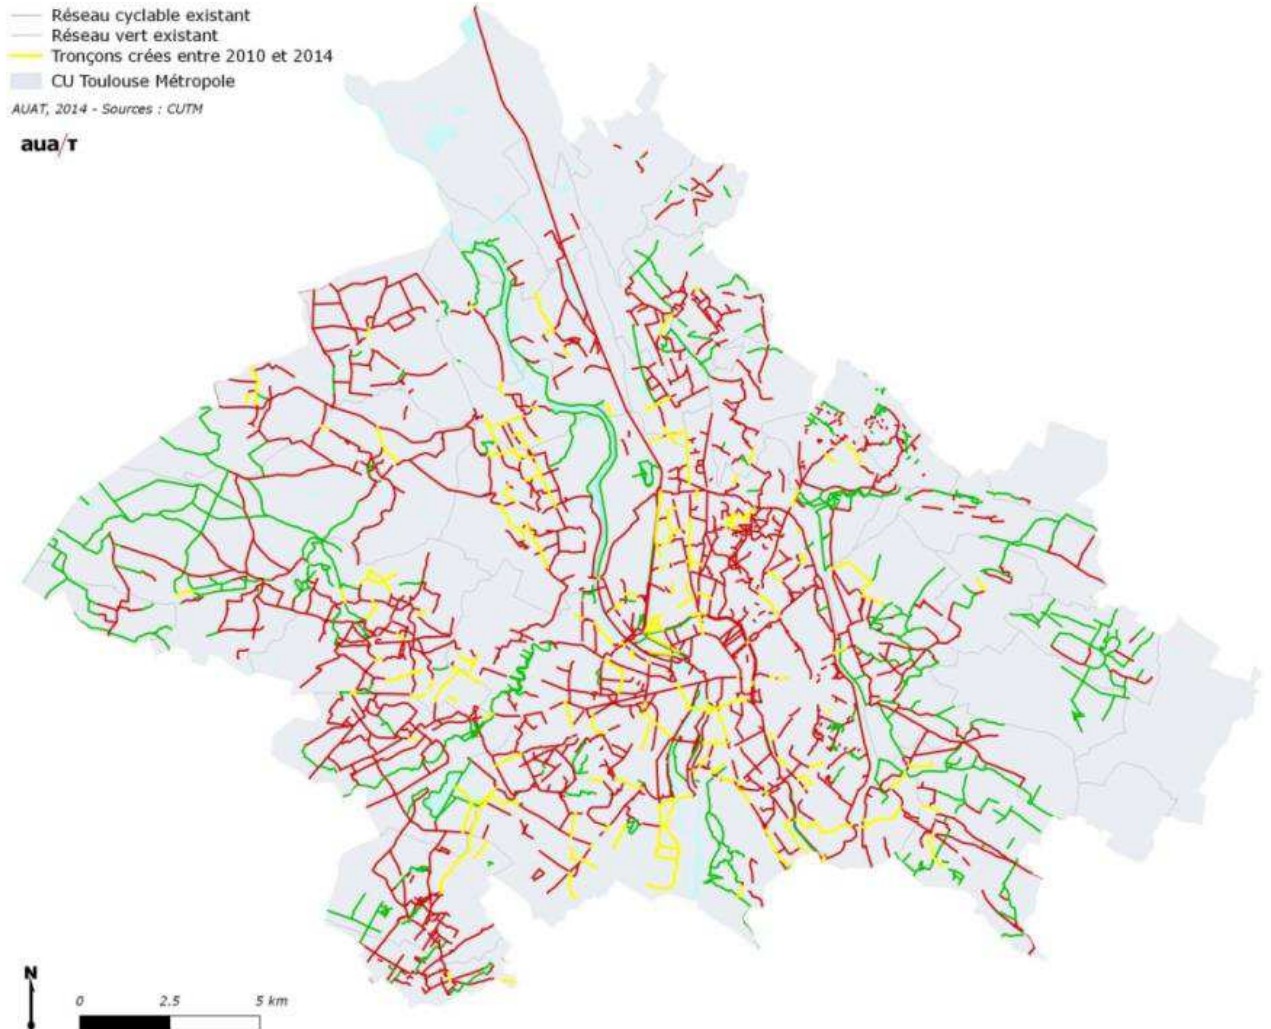 Réseau cyclable existant
Réseau vert existant
Tronçons crées entre 2010 et 2014
CU Toulouse Métropole
AUAT, 2014 - Sources : CUTM
aua/T
N
0 2.5 5 km